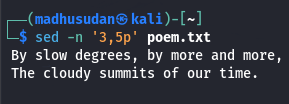 ┌──(madhusudan㉿kali)-[~]
└─$ sed -n '3,5p' poem.txt
By slow degrees, by more and more,
The cloudy summits of our time.